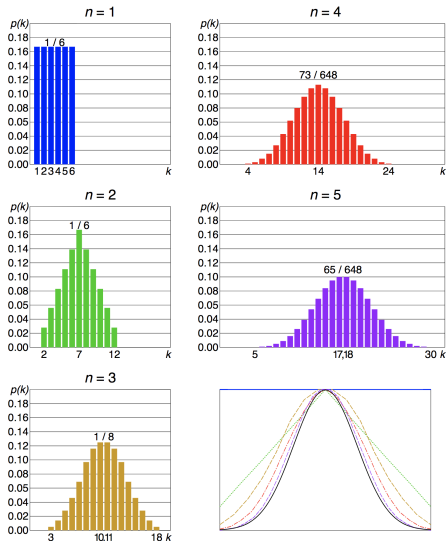 n = 1
p(k)
0.18
0.16
0.14
0.12
0.10
0.08
0.06
0.04
0.02
0.00
1 / 6
1 2 3 4 5 6 k
n = 4
p(k)
0.18
0.16
0.14
0.12
0.10
0.08
0.06
0.04
0.02
0.00
73 / 648
4 14 24 k
n = 2
p(k)
0.18
0.16
0.14
0.12
0.10
0.08
0.06
0.04
0.02
0.00
1 / 6
2 7 12 k
n = 5
p(k)
0.18
0.16
0.14
0.12
0.10
0.08
0.06
0.04
0.02
0.00
65 / 648
5 17,18 30 k
n = 3
p(k)
0.18
0.16
0.14
0.12
0.10
0.08
0.06
0.04
0.02
0.00
1 / 8
3 10,11 18 k